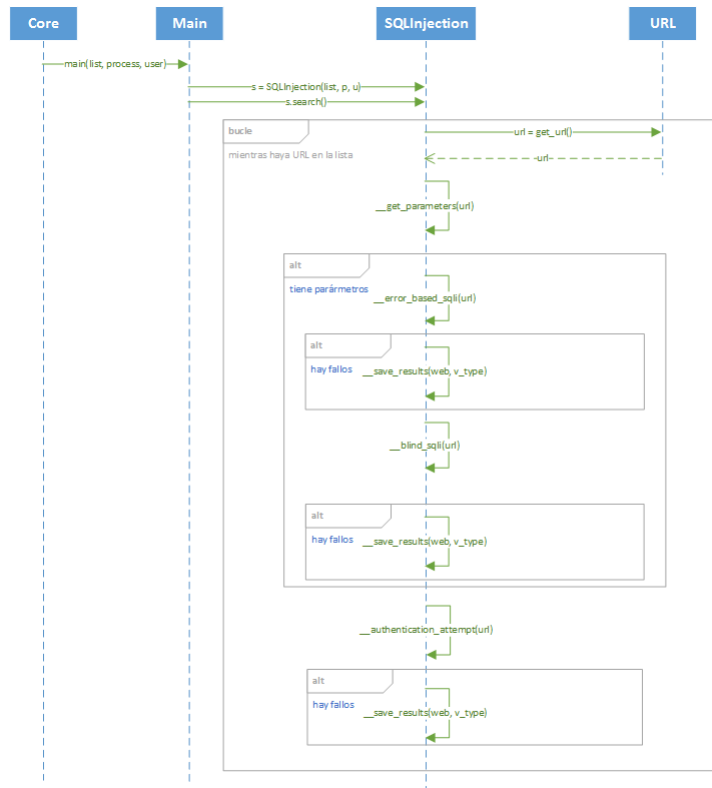 Core
Main
SQLInjection
URL
main(list, process, user)
s = SQLInjection(list, p, u)
s.search()
bucle
url = get_url()
mientras haya URL en la lista
url
__get_parameters(url)
alt
tiene parármetros
__error_based_sqli(url)
alt
hay fallos
__save_results(web, v_type)
__blind_sqli(url)
alt
hay fallos
__save_results(web, v_type)
__authentication_attempt(url)
alt
hay fallos
__save_results(web, v_type)